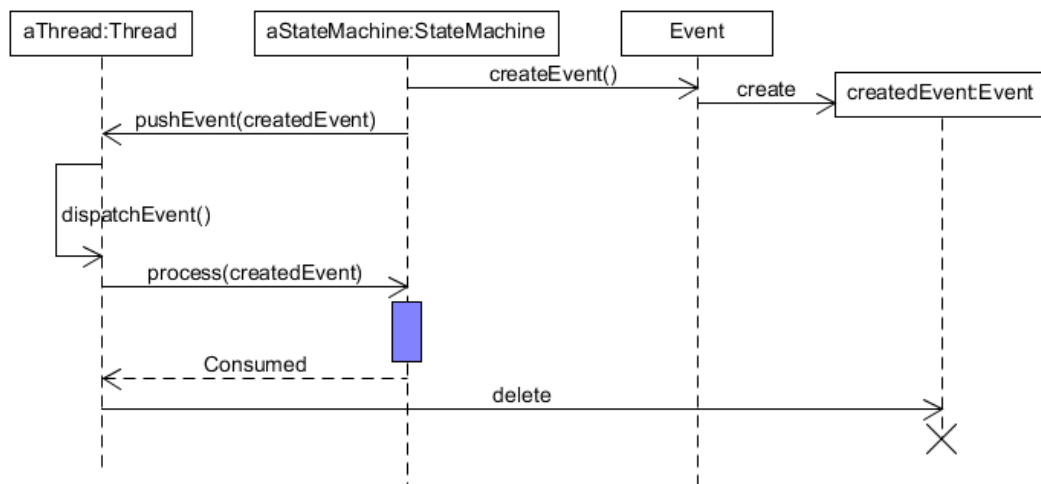 aThread:Thread
aStateMachine:StateMachine
Event
createEvent()
create
createdEvent:Event
pushEvent(createdEvent)
dispatchEvent()
process(createdEvent)
Consumed
delete